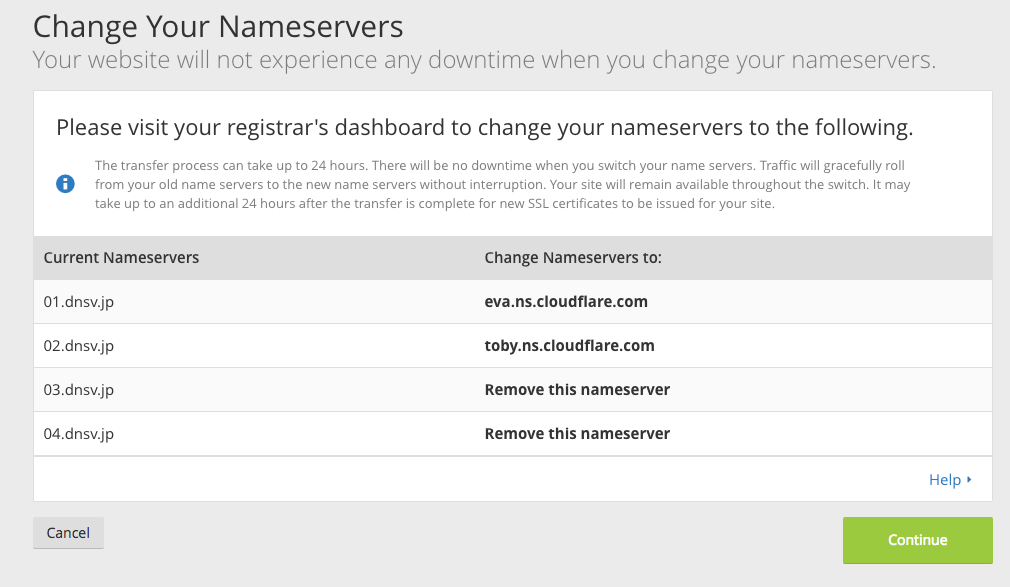 Change Your Nameservers
Your website will not experience any downtime when you change your nameservers.
Please visit your registrar's dashboard to change your nameservers to the following.
The transfer process can take up to 24 hours. There will be no downtime when you switch your name servers. Traffic will gracefully roll
from your old name servers to the new name servers without interruption. Your site will remain available throughout the switch. It may
take up to an additional 24 hours after the transfer is complete for new SSL certificates to be issued for your site.
Current Nameservers Change Nameservers to:
01.dnsv.jp eva.ns.cloudflare.com
02.dnsv.jp toby.ns.cloudflare.com
03.dnsv.jp Remove this nameserver
04.dnsv.jp Remove this nameserver
Help
Cancel Continue